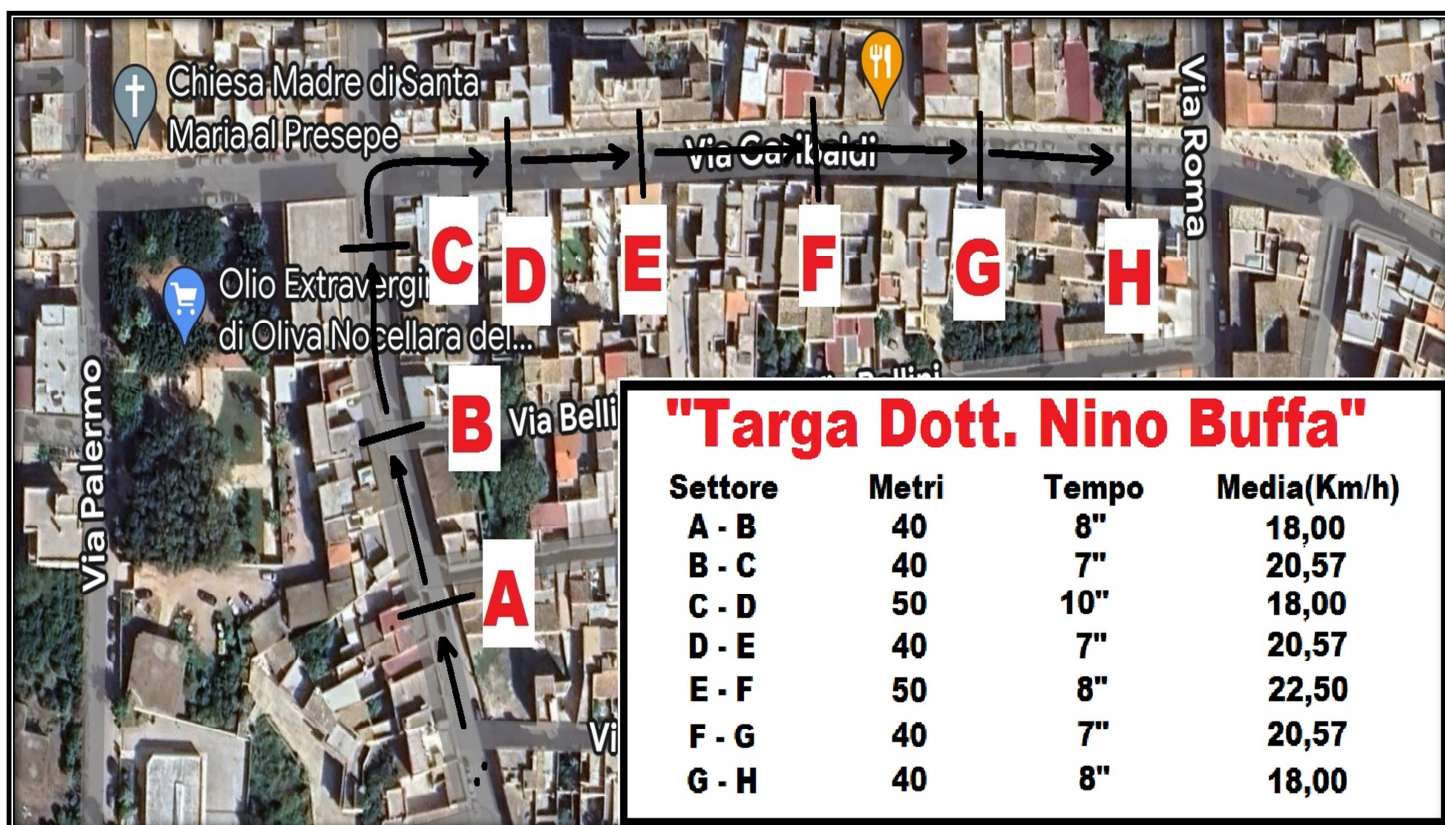 Chiesa Madre di Santa
Maria al Presepe
Via Garibaldi
Via Roma
C
D
E
F
G
H
Olio Extravergi
di Oliva Nocellara del...
Via Palermo
B
Via Belli
A
Vi
"Targa Dott. Nino Buffa"
Settore Metri Tempo Media(Km/h)
A - B 40 8" 18,00
B - C 40 7" 20,57
C - D 50 10" 18,00
D - E 40 7" 20,57
E - F 50 8" 22,50
F - G 40 7" 20,57
G - H 40 8" 18,00